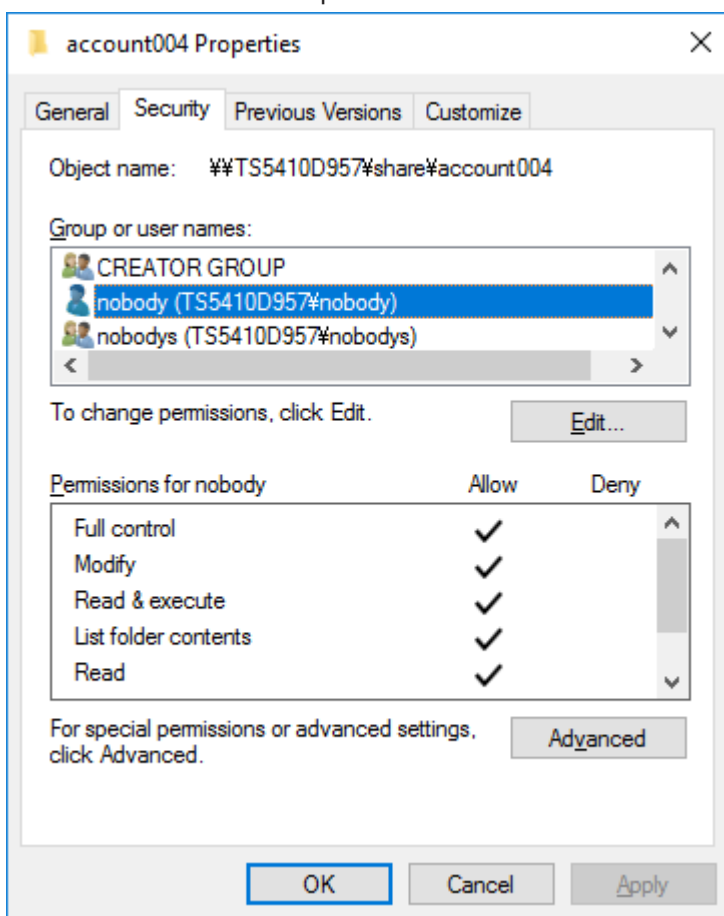 account004 Properties
General Security Previous Versions Customize
Object name: ¥¥TS5410D957¥share¥account004
Group or user names:
CREATOR GROUP
nobody (TS5410D957¥nobody)
nobodys (TS5410D957¥nobodys)
To change permissions, click Edit.
Edit...
Permissions for nobody Allow Deny
Full control
Modify
Read & execute
List folder contents
Read
For special permissions or advanced settings,
click Advanced.
Advanced
OK Cancel Apply